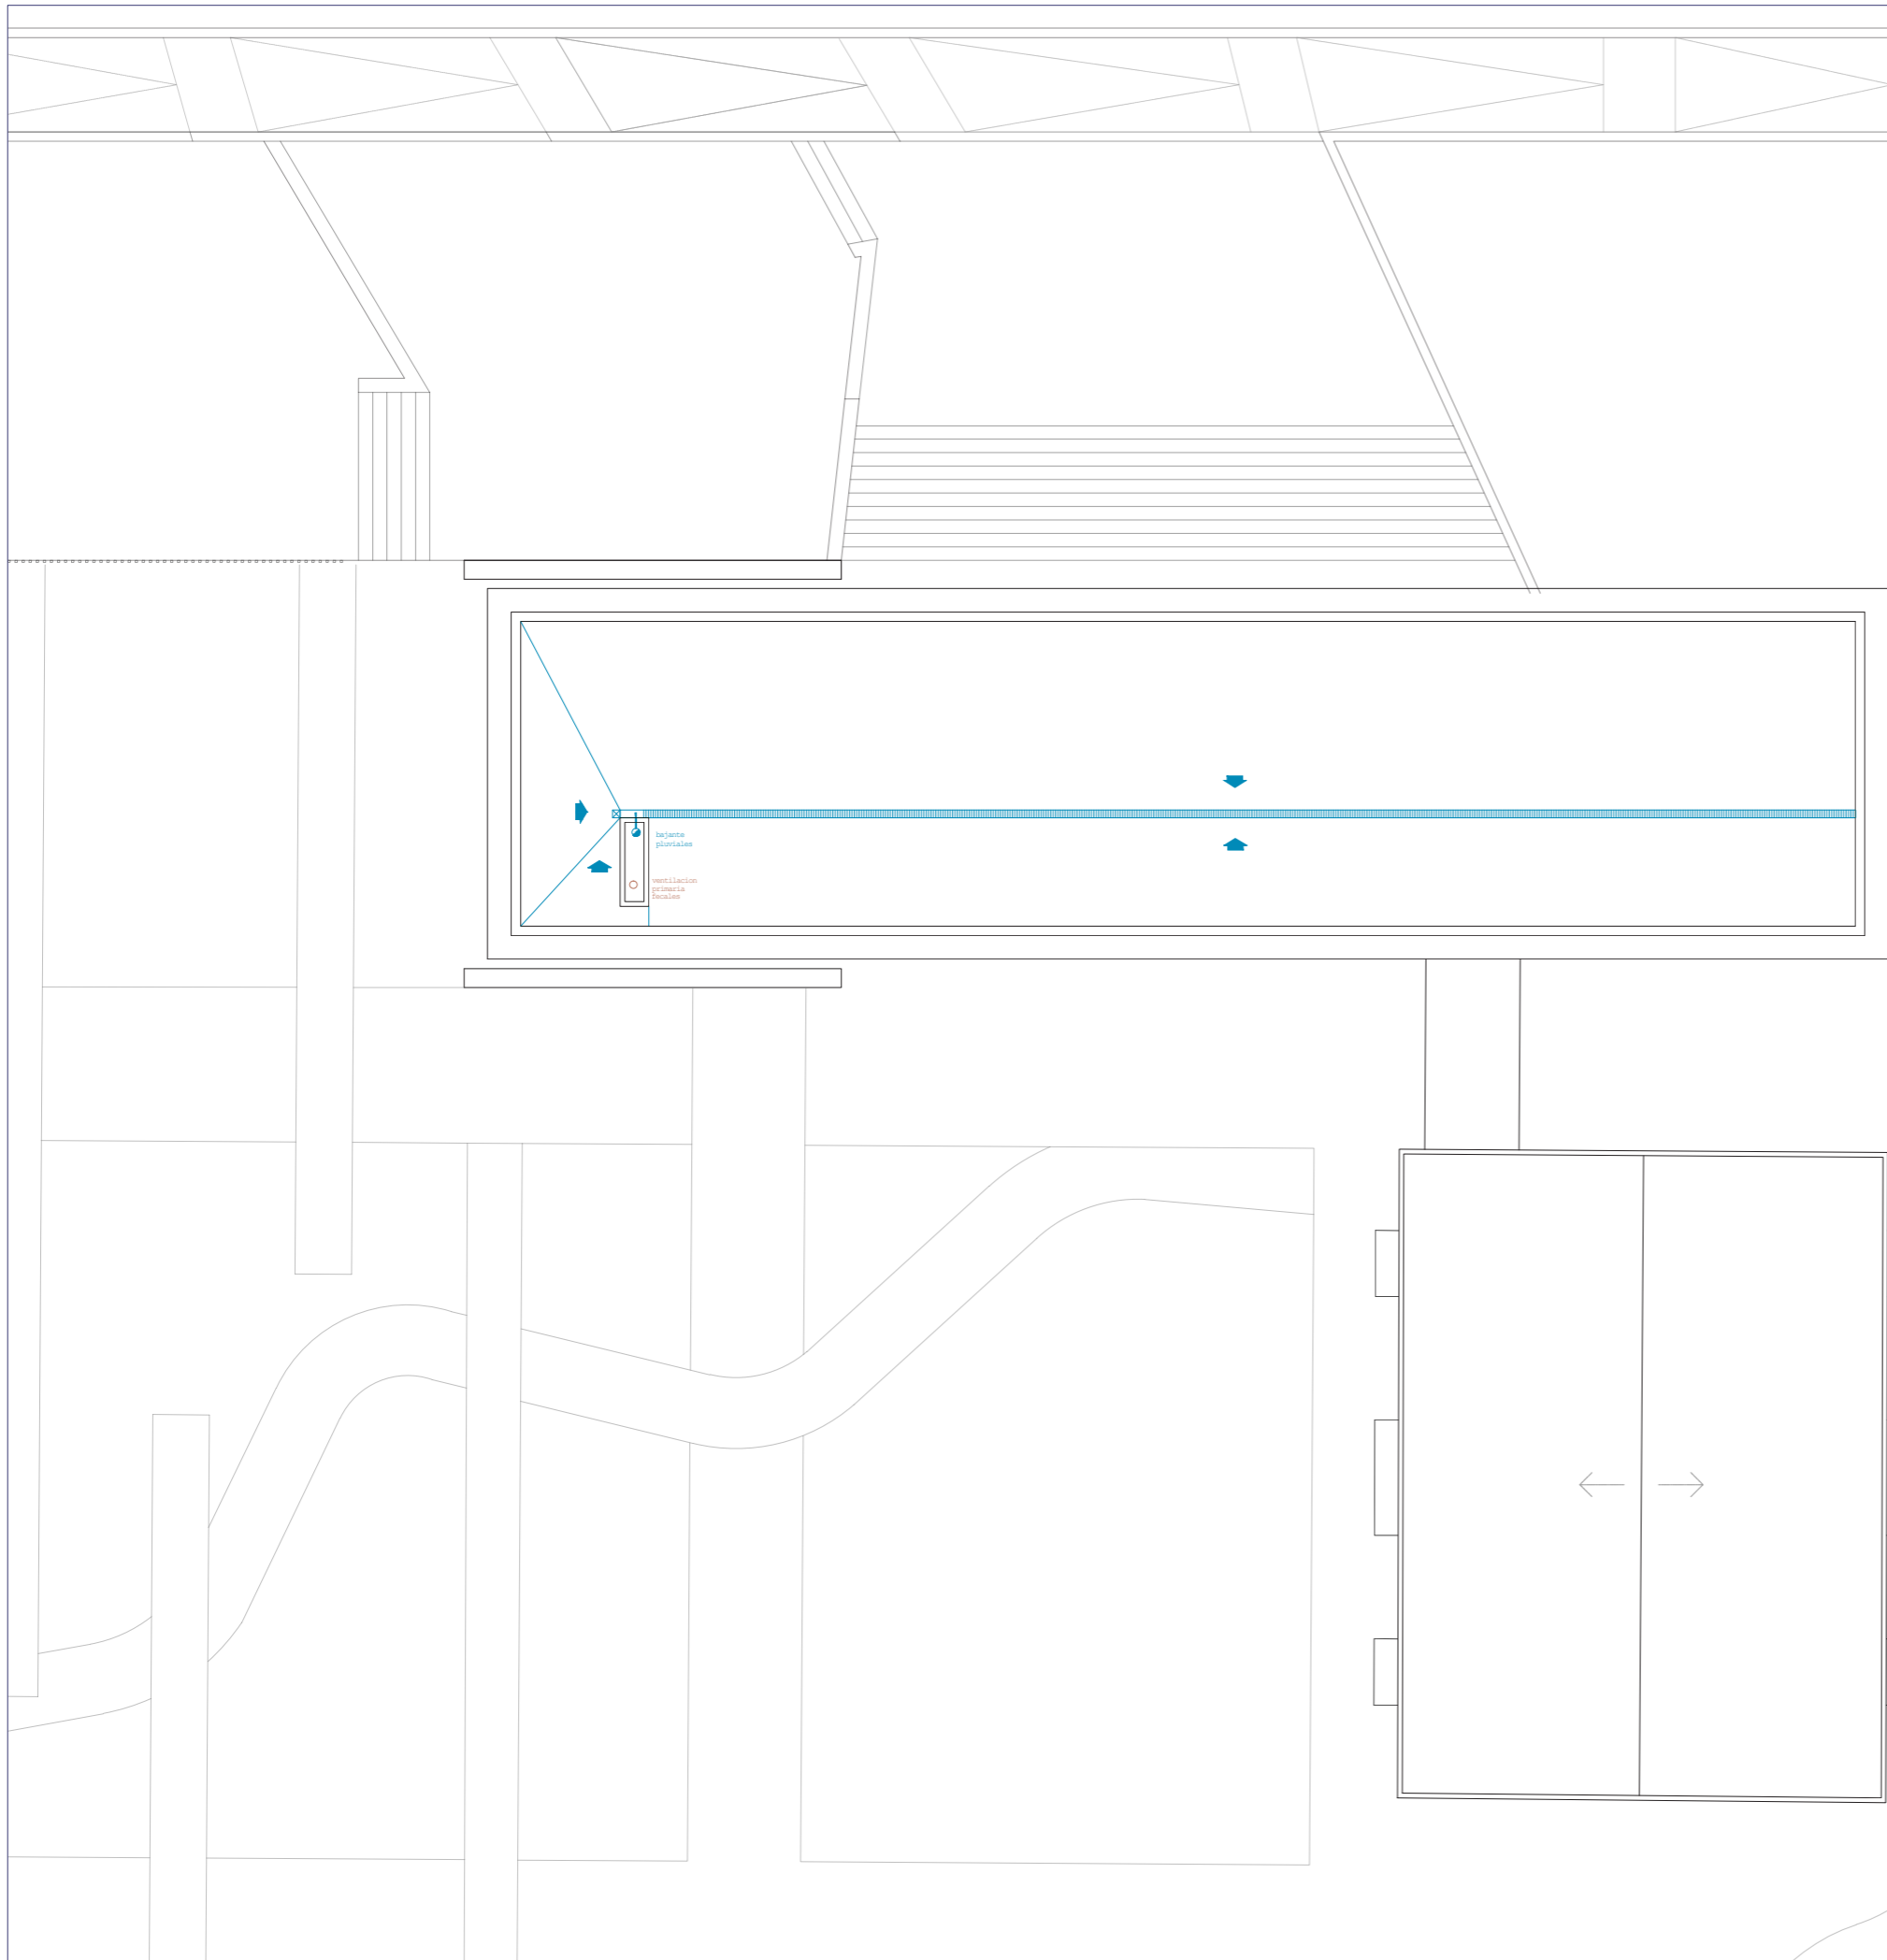 bajante
pluviales
ventilacion
primaria
fecales